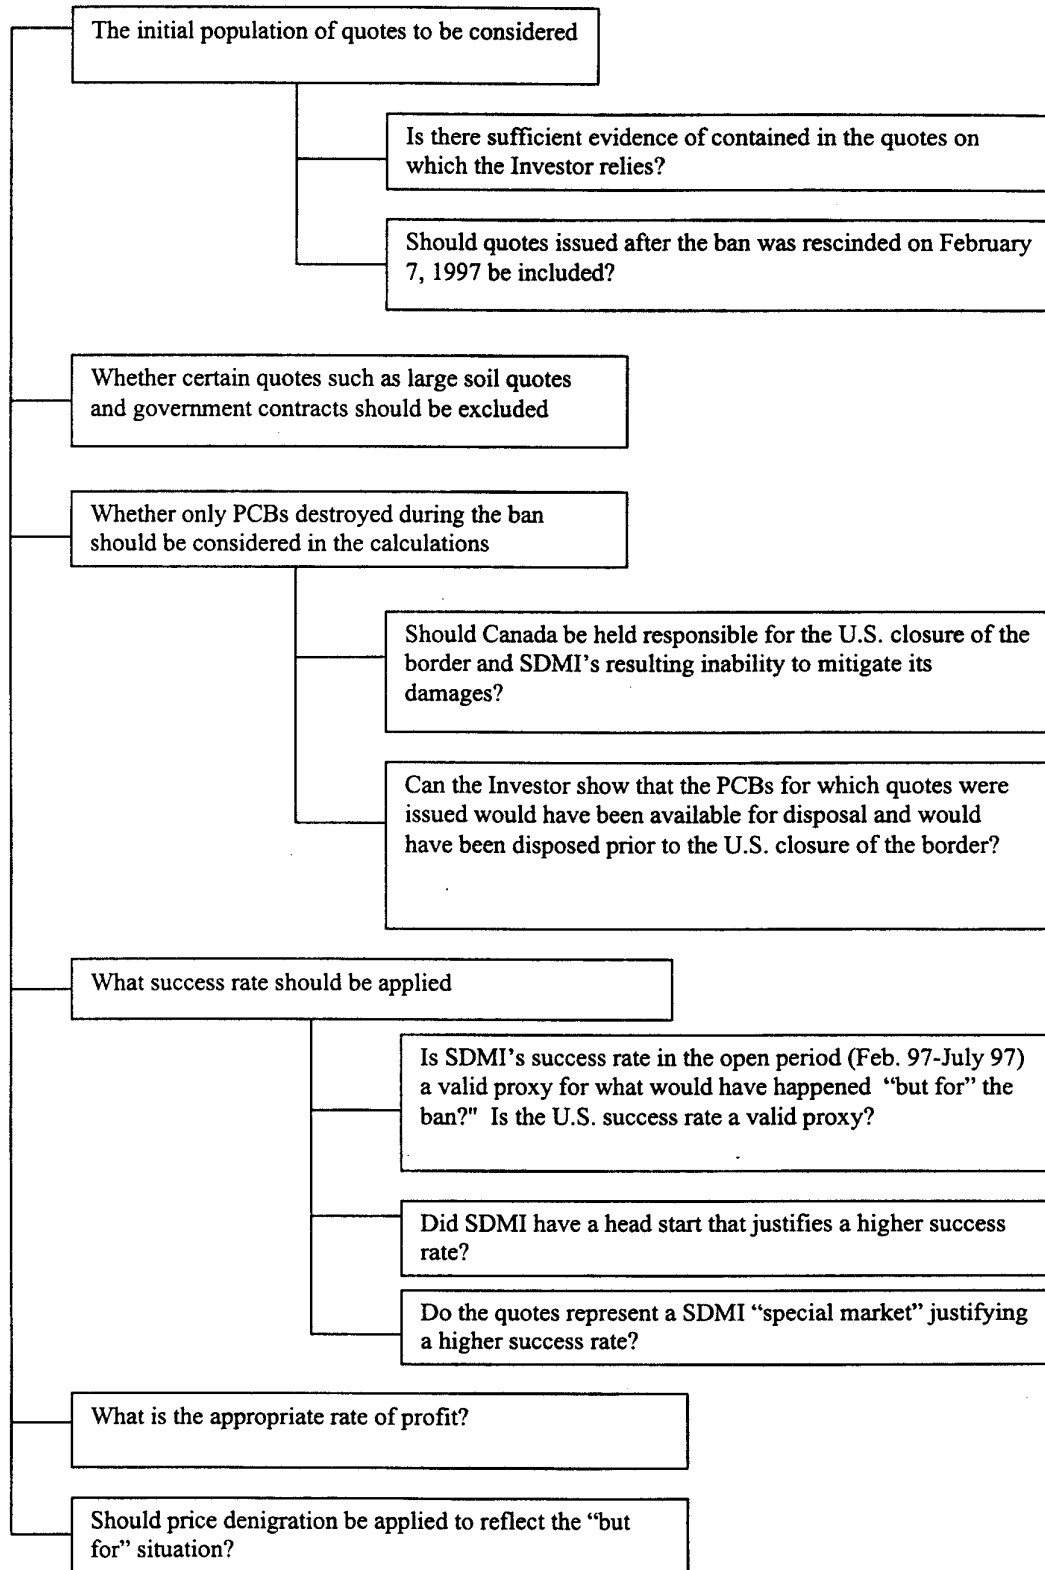 The initial population of quotes to be considered
Is there sufficient evidence of contained in the quotes on
which the Investor relies?
Should quotes issued after the ban was rescinded on February
7, 1997 be included?
Whether certain quotes such as large soil quotes
and government contracts should be excluded
Whether only PCBs destroyed during the ban
should be considered in the calculations
Should Canada be held responsible for the U.S. closure of the
border and SDMI's resulting inability to mitigate its
damages?
Can the Investor show that the PCBs for which quotes were
issued would have been available for disposal and would
have been disposed prior to the U.S. closure of the border?
What success rate should be applied
Is SDMI's success rate in the open period (Feb. 97-July 97)
a valid proxy for what would have happened “but for” the
ban?" Is the U.S. success rate a valid proxy?
Did SDMI have a head start that justifies a higher success
rate?
Do the quotes represent a SDMI “special market” justifying
a higher success rate?
What is the appropriate rate of profit?
Should price denigration be applied to reflect the “but
for” situation?